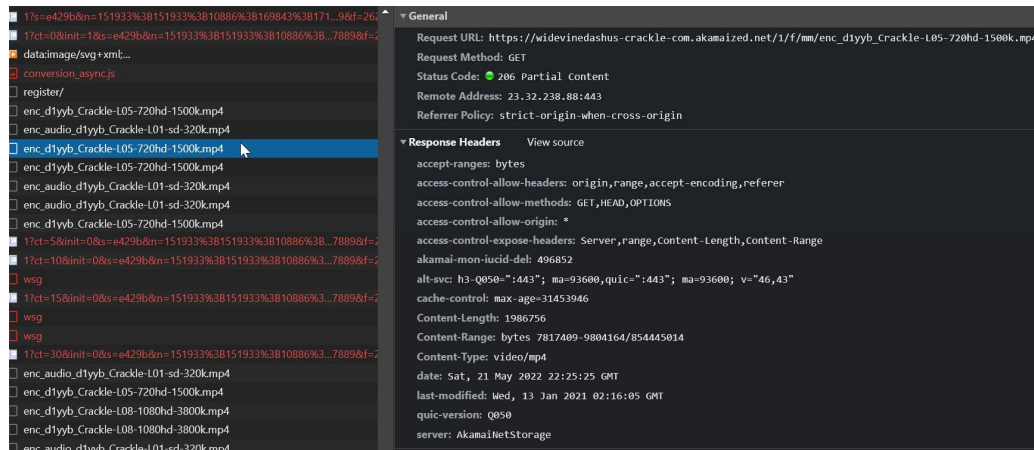 1?s=e429b&n=151933%3B151933%3B10886%3B169843%3B171...9&f=262
1?ct=0&init=1&s=e429b&n=151933%3B151933%3B10886%3B...7889&f=2
data:image/svg+xml;...
conversion_async.js
register/
enc_d1yyb_Crackle-L05-720hd-1500k.mp4
enc_audio_d1yyb_Crackle-L01-sd-320k.mp4
enc_d1yyb_Crackle-L05-720hd-1500k.mp4
enc_d1yyb_Crackle-L05-720hd-1500k.mp4
enc_audio_d1yyb_Crackle-L01-sd-320k.mp4
enc_audio_d1yyb_Crackle-L01-sd-320k.mp4
enc_d1yyb_Crackle-L05-720hd-1500k.mp4
1?ct=5&init=0&s=e429b&n=151933%3B151933%3B10886%3B...7889&f=2
1?ct=10&init=0&s=e429b&n=151933%3B151933%3B10886%3...7889&f=2
wsg
1?ct=15&init=0&s=e429b&n=151933%3B151933%3B10886%3...7889&f=2
wsg
wsg
1?ct=30&init=0&s=e429b&n=151933%3B151933%3B10886%3...7889&f=2
enc_audio_d1yyb_Crackle-L01-sd-320k.mp4
enc_d1yyb_Crackle-L05-720hd-1500k.mp4
enc_d1yyb_Crackle-L08-1080hd-3800k.mp4
enc_d1yyb_Crackle-L08-1080hd-3800k.mp4
enc_audio_d1yyb_Crackle-L01-sd-320k.mp4
General
Request URL: https://widevinedashus-crackle-com.akamaized.net/1/f/mm/enc_d1yyb_Crackle-L05-720hd-1500k.mp4
Request Method: GET
Status Code: 206 Partial Content
Remote Address: 23.32.238.88:443
Referrer Policy: strict-origin-when-cross-origin
Response Headers View source
accept-ranges: bytes
access-control-allow-headers: origin,range,accept-encoding,referer
access-control-allow-methods: GET,HEAD,OPTIONS
access-control-allow-origin: *
access-control-expose-headers: Server,range,Content-Length,Content-Range
akamai-mon-iucid-del: 496852
alt-svc: h3-Q050=":443"; ma=93600,quic=":443"; ma=93600; v="46,43"
cache-control: max-age=31453946
Content-Length: 1986756
Content-Range: bytes 7817409-9804164/854445014
Content-Type: video/mp4
date: Sat, 21 May 2022 22:25:25 GMT
last-modified: Wed, 13 Jan 2021 02:16:05 GMT
quic-version: Q050
server: AkamaiNetStorage